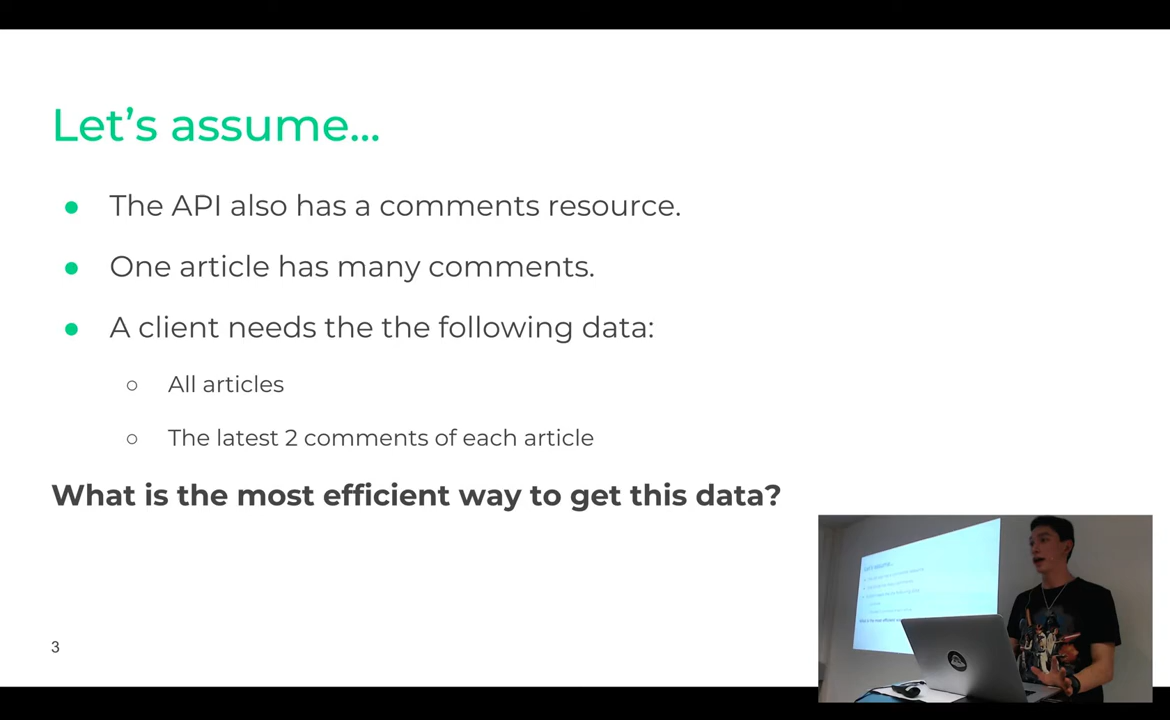 Let's assume...
● The API also has a comments resource.
● One article has many comments.
● A client needs the the following data:
○ All articles
○ The latest 2 comments of each article
What is the most efficient way to get this data?
3
Let's assume...